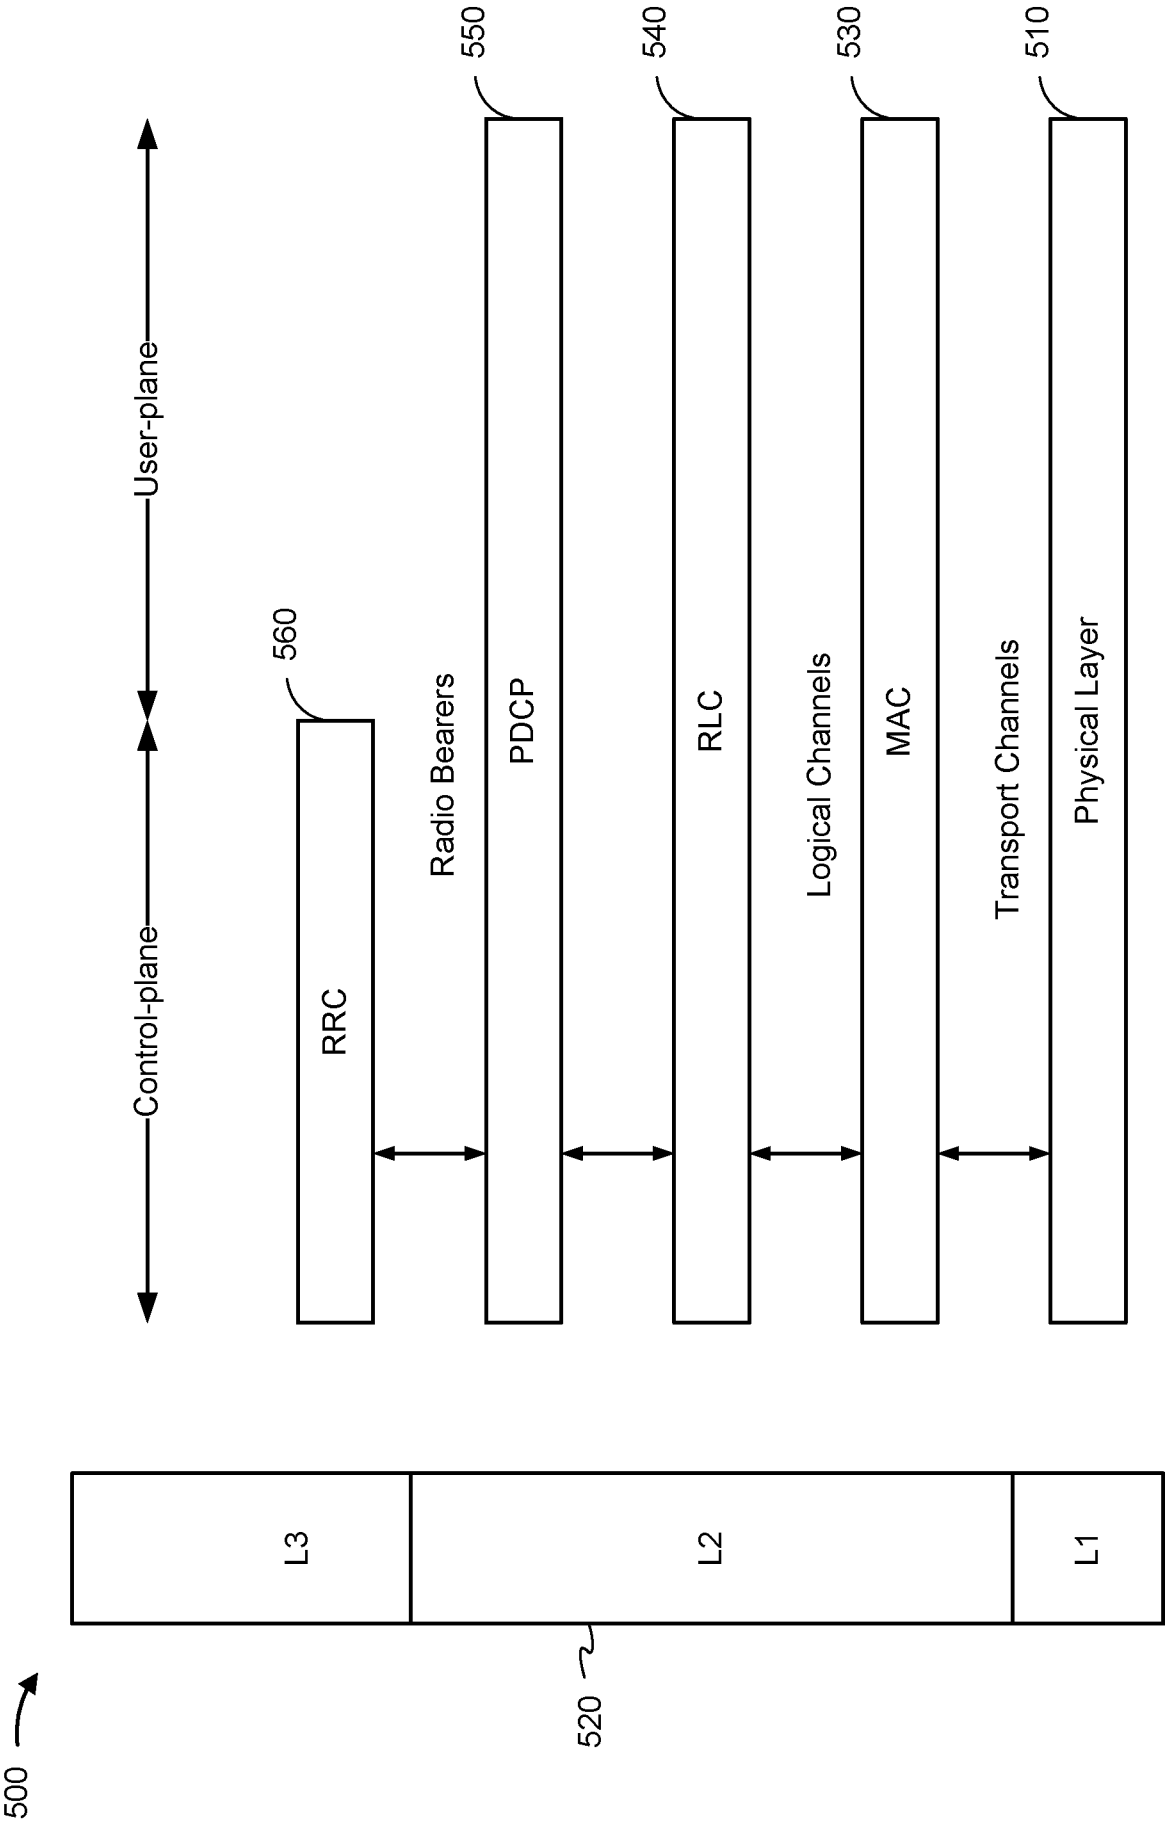 500
Control-plane
User-plane
L3
RRC
560
Radio Bearers
550
PDCP
L2
520
540
RLC
Logical Channels
530
MAC
Transport Channels
510
L1
Physical Layer